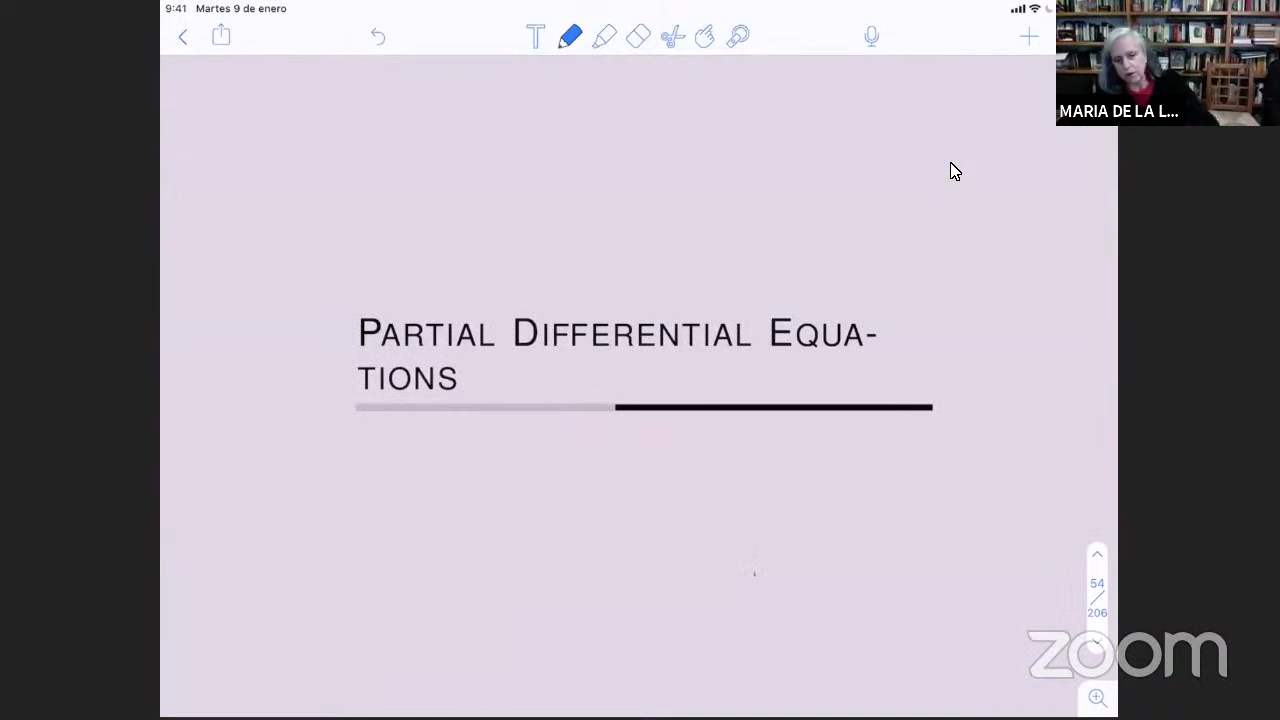 9:41 Martes 9 de enero
T
MARIA DE LA L...
PARTIAL DIFFERENTIAL EQUA-
TIONS
54
206
zoom